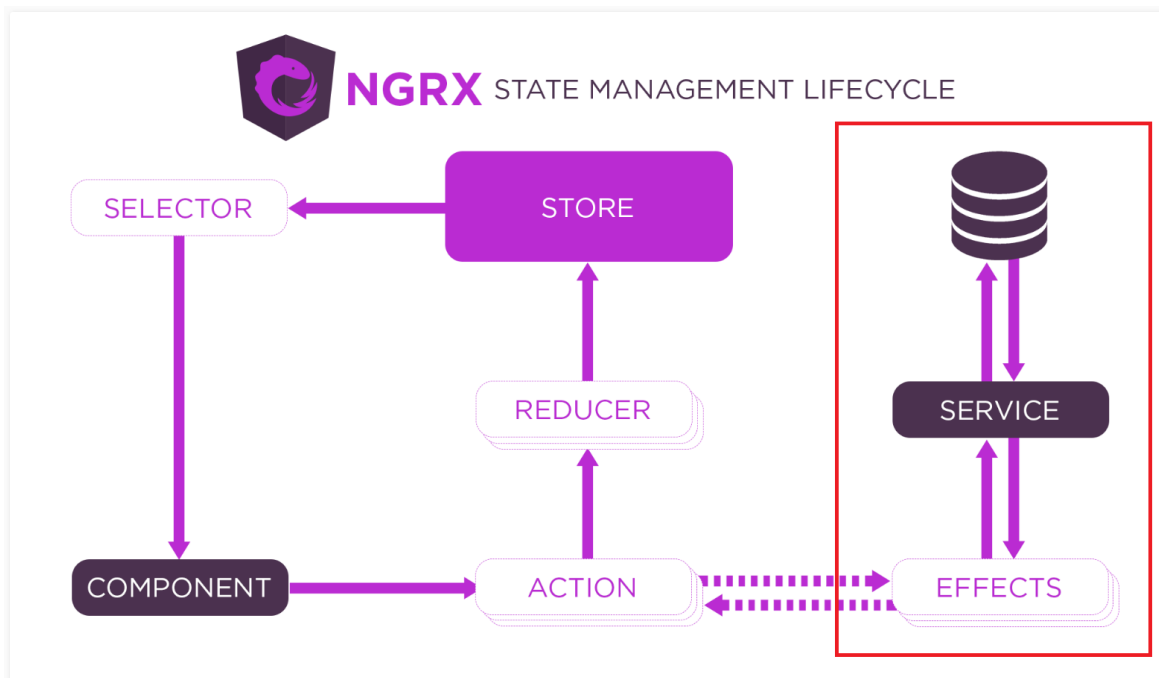 NGRX STATE MANAGEMENT LIFECYCLE
SELECTOR
STORE
REDUCER
SERVICE
COMPONENT
ACTION
EFFECTS